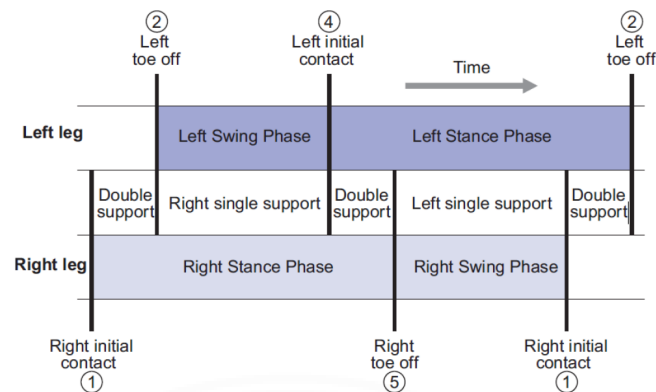 ② ④ ②
Left Left initial Left
toe off contact toe off
Time
Left leg Left Swing Phase Left Stance Phase
Double Double Double
support Right single support support Left single support support
Right leg Right Stance Phase Right Swing Phase
Right initial Right Right initial
contact toe off contact
① ⑤ ①